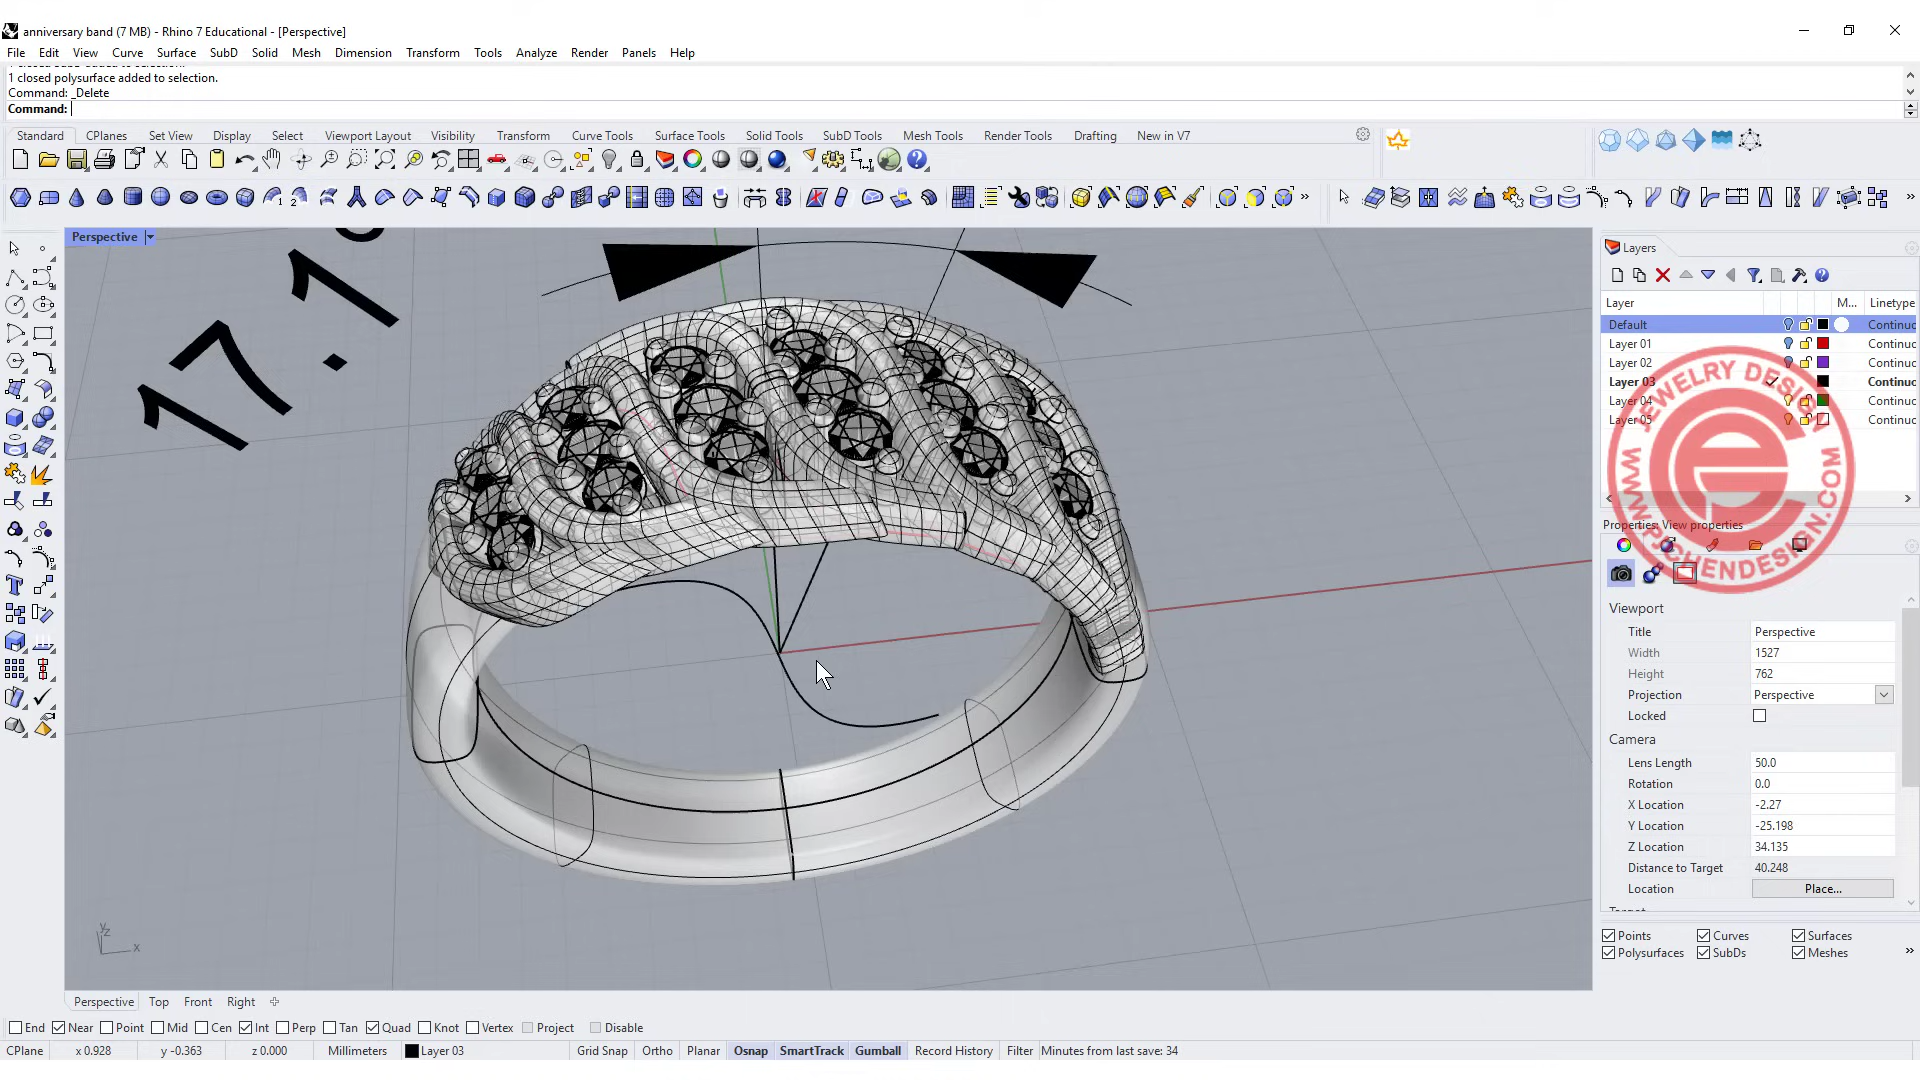 anniversary band (7 MB) - Rhino 7 Educational - [Perspective]
File Edit View Curve Surface SubD Solid Mesh Dimension Transform Tools Analyze Render Panels Help
1 closed polysurface added to selection.
Command: _Delete
Command:
Standard CPlanes Set View Display Select Viewport Layout Visibility Transform Curve Tools Surface Tools Solid Tools SubD Tools Mesh Tools Render Tools Drafting New in V7
Perspective
17.1
Layers
Layer M... Linetype
Default Continuc
Layer 01 Continuc
Layer 02 Continuc
Layer 03 Continuc
Layer 04 Continuc
Layer 05 Continuc
JEWELRY DESIGN
WWW.PJCHENDESIGN.COM
Properties: View properties
Viewport
Title Perspective
Width 1527
Height 762
Projection Perspective
Locked
Camera
Lens Length 50.0
Rotation 0.0
X Location -2.27
Y Location -25.198
Z Location 34.135
Distance to Target 40.248
Location Place...
Points Curves Surfaces
Polysurfaces SubDs Meshes
z y x
Perspective Top Front Right
End Near Point Mid Cen Int Perp Tan Quad Knot Vertex Project Disable
CPlane x 0.928 y -0.363 z 0.000 Millimeters Layer 03 Grid Snap Ortho Planar Osnap SmartTrack Gumball Record History Filter Minutes from last save: 34